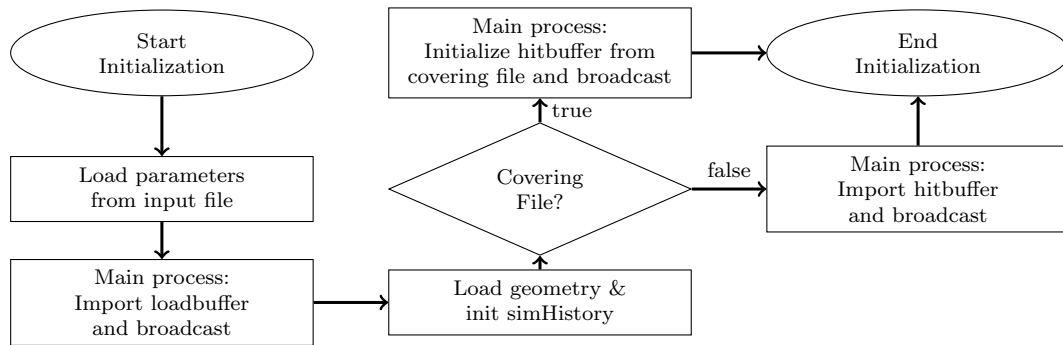 Start
Initialization
Load parameters
from input file
Main process:
Import loadbuffer
and broadcast
Load geometry &
init simHistory
Covering
File?
true
Main process:
Initialize hitbuffer from
covering file and broadcast
false
Main process:
Import hitbuffer
and broadcast
End
Initialization